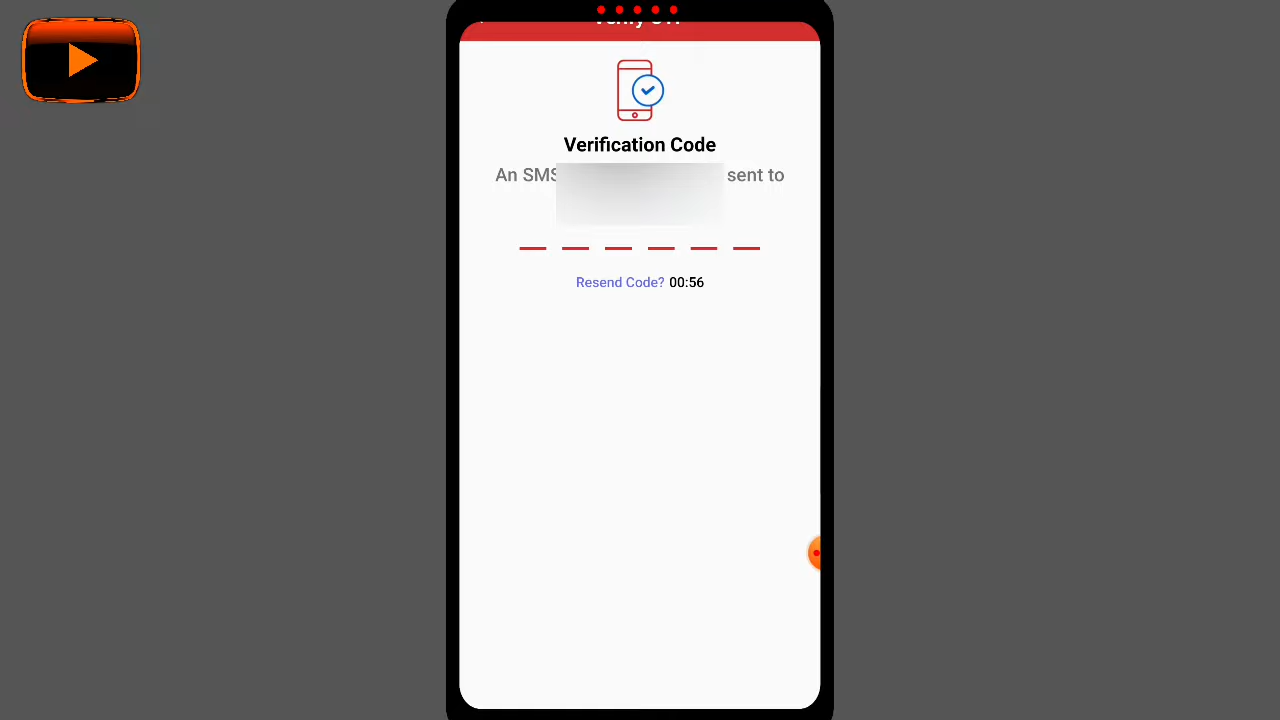 Verification Code
An SMS sent to
Resend Code? 00:56